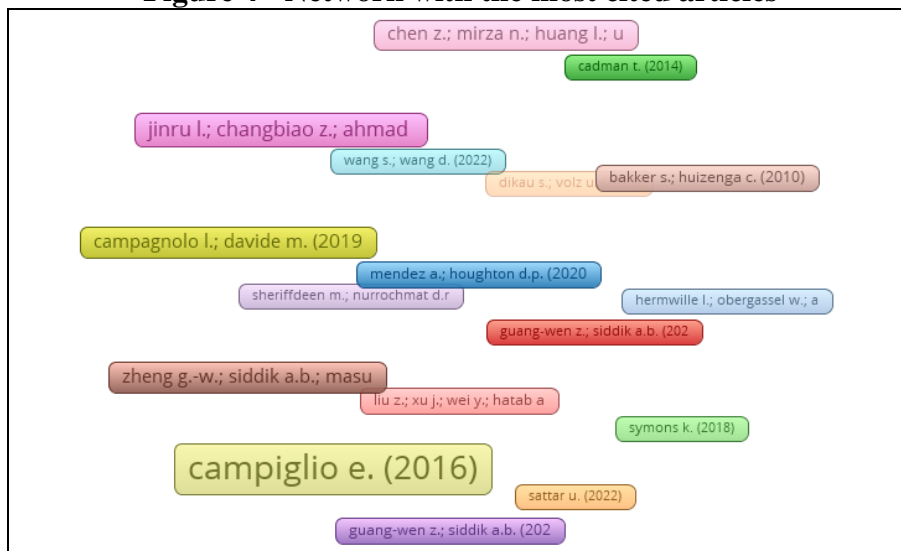 Figure 4 - Network with the most cited articles
chen z.; mirza n.; huang l.; u
cadman t. (2014)
jinru l.; changbiao z.; ahmad
wang s.; wang d. (2022)
dikau s.; volz u
bakker s.; huizenga c. (2010)
campagnolo l.; davide m. (2019
mendez a.; houghton d.p. (2020
sheriffdeen m.; nurrochmat d.r
hermwille l.; obergassel w.; a
guang-wen z.; siddik a.b. (202
zheng g.-w.; siddik a.b.; masu
liu z.; xu j.; wei y.; hatab a
symons k. (2018)
campiglio e. (2016)
sattar u. (2022)
guang-wen z.; siddik a.b. (202